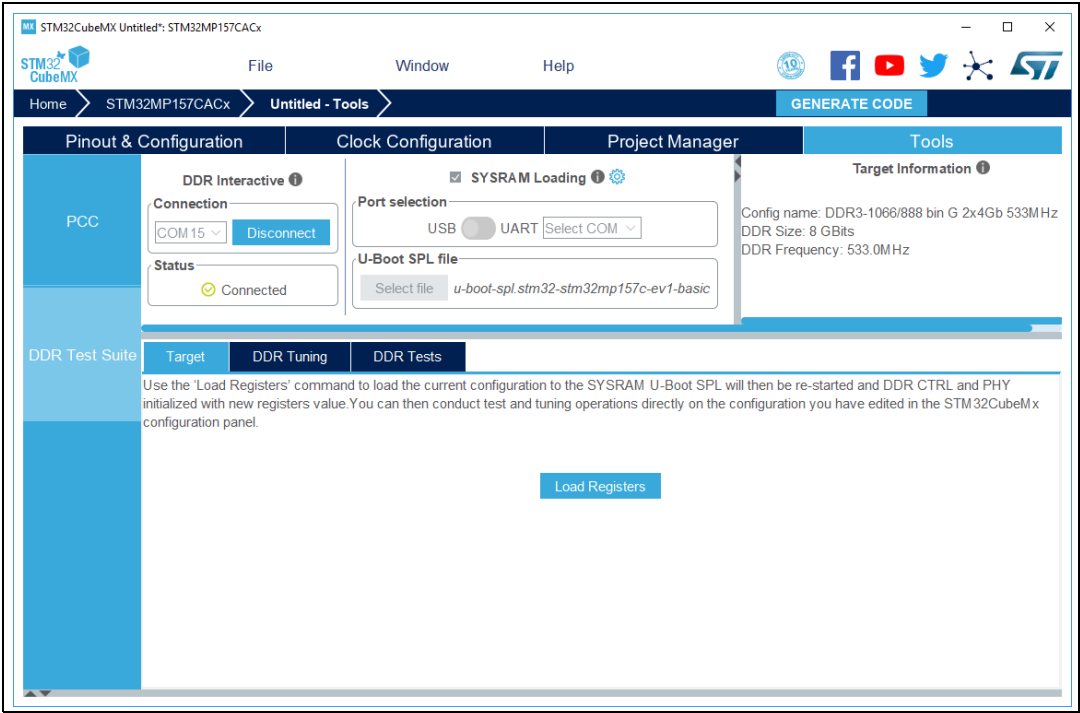 MX STM32CubeMX Untitled*: STM32MP157CACx
STM32
CubeMX
File
Window
Help
10
ST
Home
STM32MP157CACx
Untitled - Tools
GENERATE CODE
Pinout & Configuration
Clock Configuration
Project Manager
Tools
PCC
DDR Test Suite
DDR Interactive
Connection
COM15
Disconnect
Status
Connected
SYSRAM Loading
Port selection
USB
UART
Select COM
U-Boot SPL file
Select file
u-boot-spl.stm32-stm32mp157c-ev1-basic
Target Information
Config name: DDR3-1066/888 bin G 2x4Gb 533MHz
DDR Size: 8 GBits
DDR Frequency: 533.0MHz
Target
DDR Tuning
DDR Tests
Use the 'Load Registers' command to load the current configuration to the SYSRAM U-Boot SPL will then be re-started and DDR CTRL and PHY
initialized with new registers value.You can then conduct test and tuning operations directly on the configuration you have edited in the STM32CubeMx
configuration panel.
Load Registers